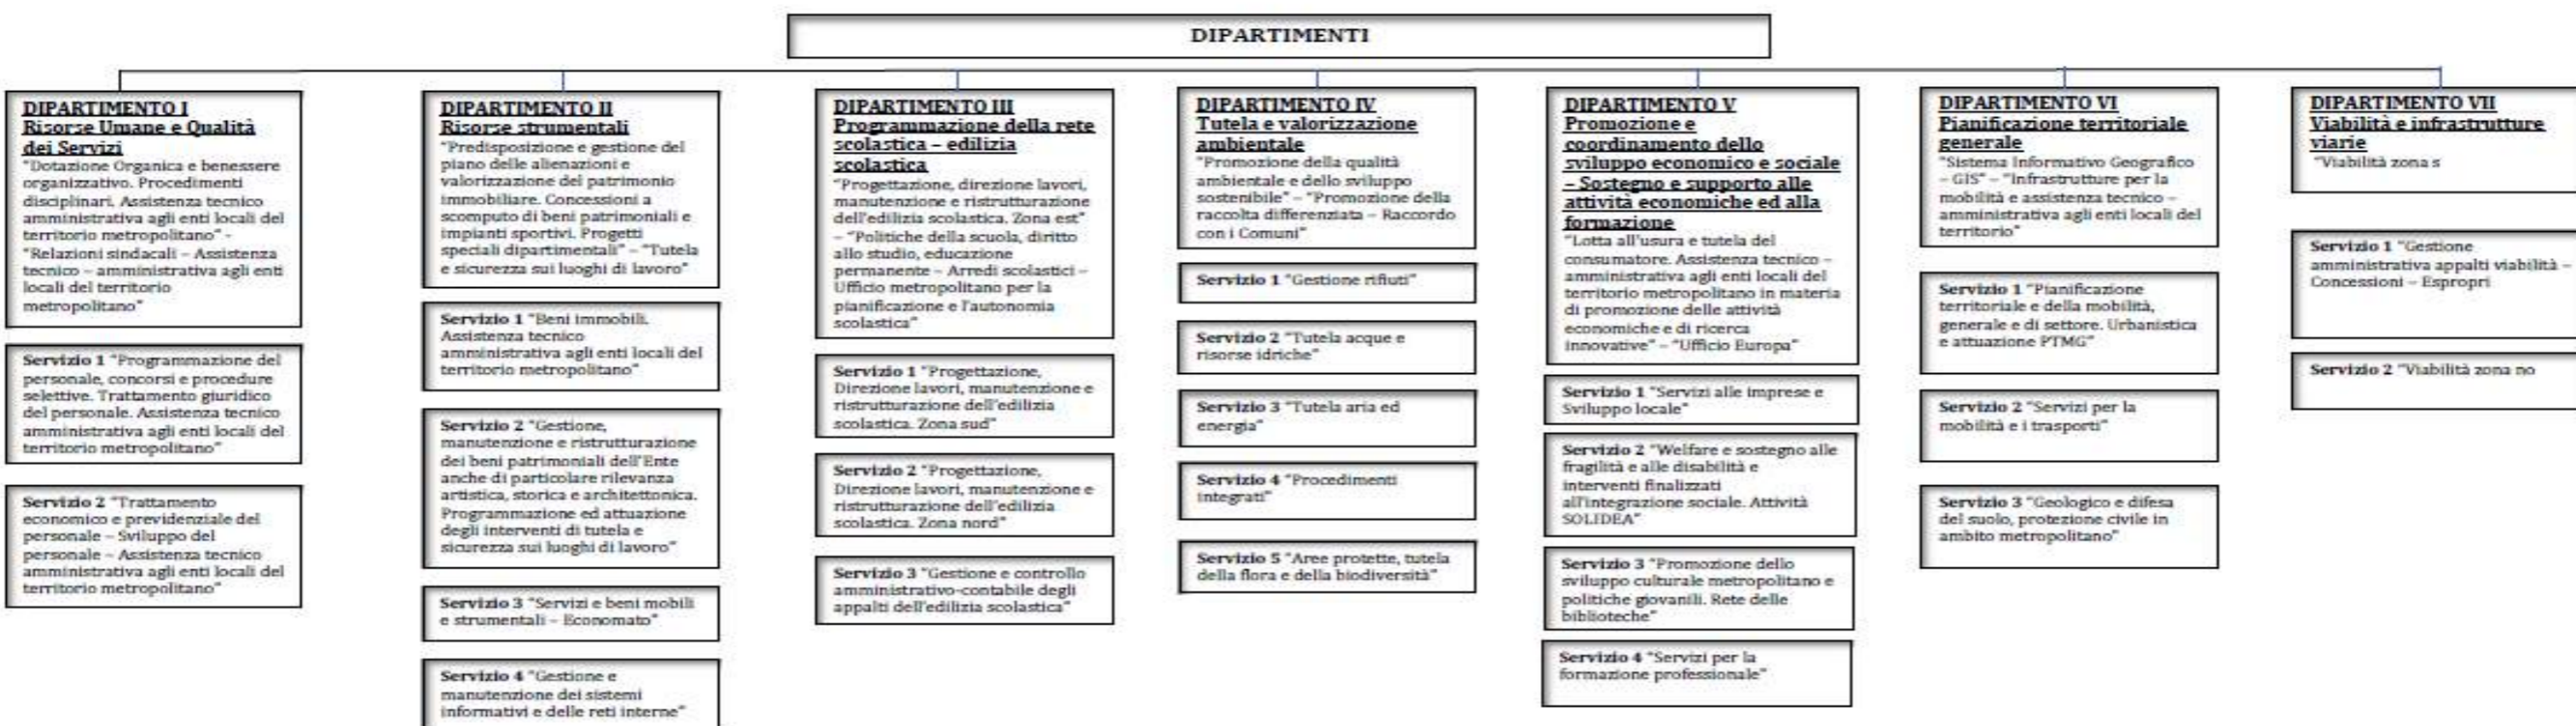 DIPARTIMENTI
DIPARTIMENTO I
Risorse Umane e Qualità
dei Servizi
"Dotazione Organica e benessere
organizzativo. Procedimenti
disciplinari. Assistenza tecnico
amministrativa agli enti locali del
territorio metropolitano" -
"Relazioni sindacali – Assistenza
tecnico – amministrativa agli enti
locali del territorio
metropolitano"
Servizio 1 "Programmazione del
personale, concorsi e procedure
selettive. Trattamento giuridico
del personale. Assistenza tecnico
amministrativa agli enti locali del
territorio metropolitano"
Servizio 2 "Trattamento
economico e previdenziale del
personale – Sviluppo del
personale – Assistenza tecnico
amministrativa agli enti locali del
territorio metropolitano"
DIPARTIMENTO II
Risorse strumentali
"Predisposizione e gestione del
piano delle alienazioni e
valorizzazione del patrimonio
immobiliare. Concessioni a
scomputo di beni patrimoniali e
impianti sportivi. Progetti
speciali dipartimentali" – "Tutela
e sicurezza sui luoghi di lavoro"
Servizio 1 "Beni immobili.
Assistenza tecnico
amministrativa agli enti locali del
territorio metropolitano"
Servizio 2 "Gestione,
manutenzione e ristrutturazione
dei beni patrimoniali dell'Ente
anche di particolare rilevanza
artistica, storica e architettonica.
Programmazione ed attuazione
degli interventi di tutela e
sicurezza sui luoghi di lavoro"
Servizio 3 "Servizi e beni mobili
e strumentali – Economato"
Servizio 4 "Gestione e
manutenzione dei sistemi
informativi e delle reti interne"
DIPARTIMENTO III
Programmazione della rete
scolastica – edilizia
scolastica
"Progettazione, direzione lavori,
manutenzione e ristrutturazione
dell'edilizia scolastica. Zona est"
– "Politiche della scuola, diritto
allo studio, educazione
permanente – Arredi scolastici –
Ufficio metropolitano per la
pianificazione e l'autonomia
scolastica"
Servizio 1 "Progettazione,
Direzione lavori, manutenzione e
ristrutturazione dell'edilizia
scolastica. Zona sud"
Servizio 2 "Progettazione,
Direzione lavori, manutenzione e
ristrutturazione dell'edilizia
scolastica. Zona nord"
Servizio 3 "Gestione e controllo
amministrativo-contabile degli
appalti dell'edilizia scolastica"
DIPARTIMENTO IV
Tutela e valorizzazione
ambientale
"Promozione della qualità
ambientale e dello sviluppo
sostenibile" – "Promozione della
raccolta differenziata – Raccordo
con i Comuni"
Servizio 1 "Gestione rifiuti"
Servizio 2 "Tutela acque e
risorse idriche"
Servizio 3 "Tutela aria ed
energia"
Servizio 4 "Procedimenti
integrati"
Servizio 5 "Aree protette, tutela
della flora e della biodiversità"
DIPARTIMENTO V
Promozione e
coordinamento dello
sviluppo economico e sociale
– Sostegno e supporto alle
attività economiche ed alla
formazione
"Lotta all'usura e tutela del
consumatore. Assistenza tecnico –
amministrativa agli enti locali del
territorio metropolitano in materia
di promozione delle attività
economiche e di ricerca
innovative" – "Ufficio Europa"
Servizio 1 "Servizi alle imprese e
Sviluppo locale"
Servizio 2 "Welfare e sostegno alle
fragilità e alle disabilità e
interventi finalizzati
all'integrazione sociale. Attività
SOLIDEA"
Servizio 3 "Promozione dello
sviluppo culturale metropolitano e
politiche giovanili. Rete delle
biblioteche"
Servizio 4 "Servizi per la
formazione professionale"
DIPARTIMENTO VI
Pianificazione territoriale
generale
"Sistema Informativo Geografico
– GIS" – "Infrastrutture per la
mobilità e assistenza tecnico –
amministrativa agli enti locali del
territorio"
Servizio 1 "Pianificazione
territoriale e della mobilità,
generale e di settore. Urbanistica
e attuazione PTMG"
Servizio 2 "Servizi per la
mobilità e i trasporti"
Servizio 3 "Geologico e difesa
del suolo, protezione civile in
ambito metropolitano"
DIPARTIMENTO VII
Viabilità e infrastrutture
viarie
"Viabilità zona s
Servizio 1 "Gestione
amministrativa appalti viabilità –
Concessioni – Espropri
Servizio 2 "Viabilità zona no